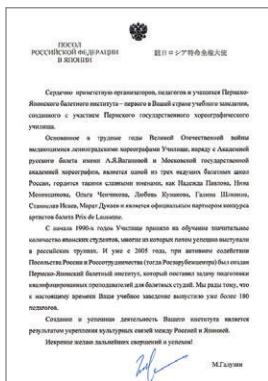 ПОСОЛ
РОССИЙСКОЙ ФЕДЕРАЦИИ
В ЯПОНИИ
駐日ロシア特命全権大使
Сердечно приветствую организаторов, педагогов и учащихся Пермско-
Японского балетного института – первого в Вашей стране учебного заведения,
созданного с участием Пермского государственного хореографического
училища.
Основанное в трудные годы Великой Отечественной войны
выдающимися ленинградскими хореографами Училище, наряду с Академией
русского балета имени А.Я.Вагановой и Московской государственной
академией хореографии, является одной из трех ведущих балетных школ
России, гордится такими славными именами, как Надежда Павлова, Нина
Ольга Ченчикова, Любовь Кунакова, Галина
Станислав Исаев, Марат Дукаев и является официальным партнером конкурса
артистов балета Prix de Lausanne.
С начала 1990-х годов Училище приняло на обучение значительное
количество японских студентов, многие из которых потом успешно выступали
в российских труппах. И уже с 2005 года, при активном содействии
Посольства России и Россотрудничества (тогда Росзарубежцентра) был создан
Пермско-Японский балетный институт, который поставил задачу подготовки
квалифицированных преподавателей для балетных студий. Мы рады тому, что
к настоящему времени Ваше учебное заведение выпустило уже более 180
педагогов.
Создание и успешная деятельность Вашего института является
результатом укрепления культурных связей между Россией и Японией.
Искренне желаю дальнейших свершений и успехов!
М.Галузин